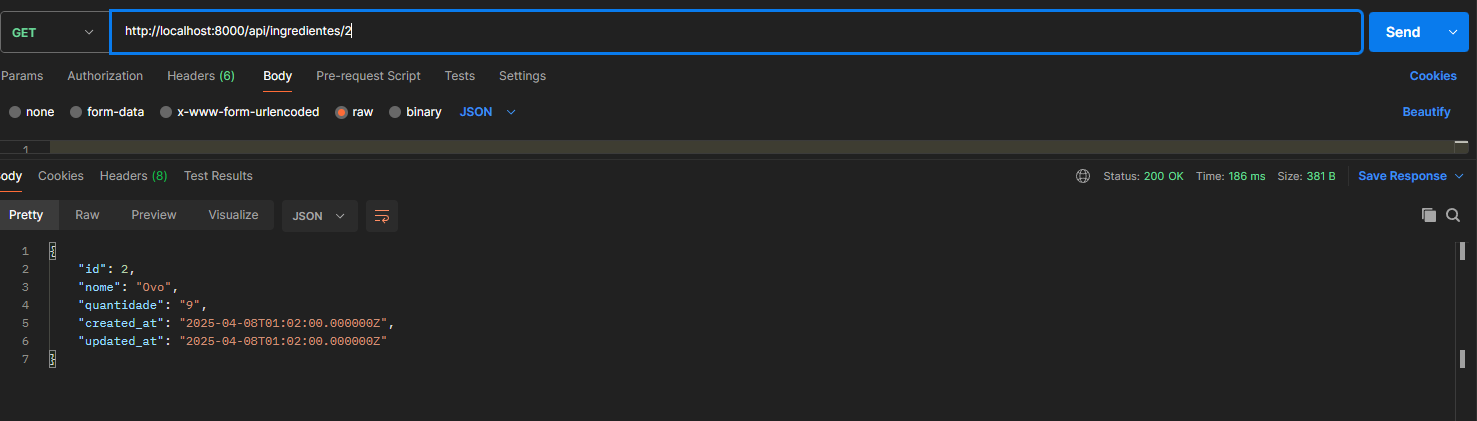 GET http://localhost:8000/api/ingredientes/2 Send
Params Authorization Headers (6) Body Pre-request Script Tests Settings Cookies
none form-data x-www-form-urlencoded raw binary JSON Beautify
1
ody Cookies Headers (8) Test Results Status: 200 OK Time: 186 ms Size: 381 B Save Response
Pretty Raw Preview Visualize JSON
1 {
2 "id": 2,
3 "nome": "Ovo",
4 "quantidade": "9",
5 "created_at": "2025-04-08T01:02:00.000000Z",
6 "updated_at": "2025-04-08T01:02:00.000000Z"
7 }